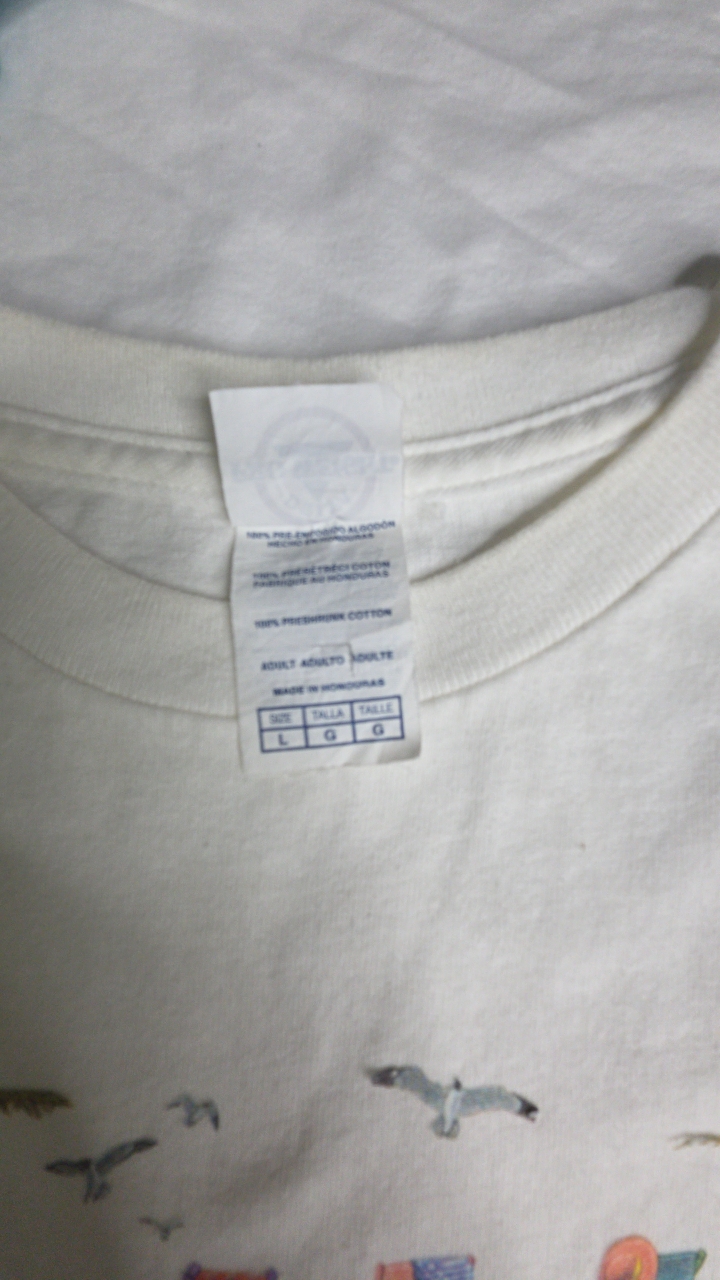 100% PRE-ENCOGIDO ALGODÓN
HECHO EN HONDURAS
100% PRÉRÉTRÉCI COTON
FABRIQUE AU HONDURAS
100% PRESHRUNK COTTON
ADULT ADULTO ADULTE
MADE IN HONDURAS
SIZE TALLA TAILLE
L G G